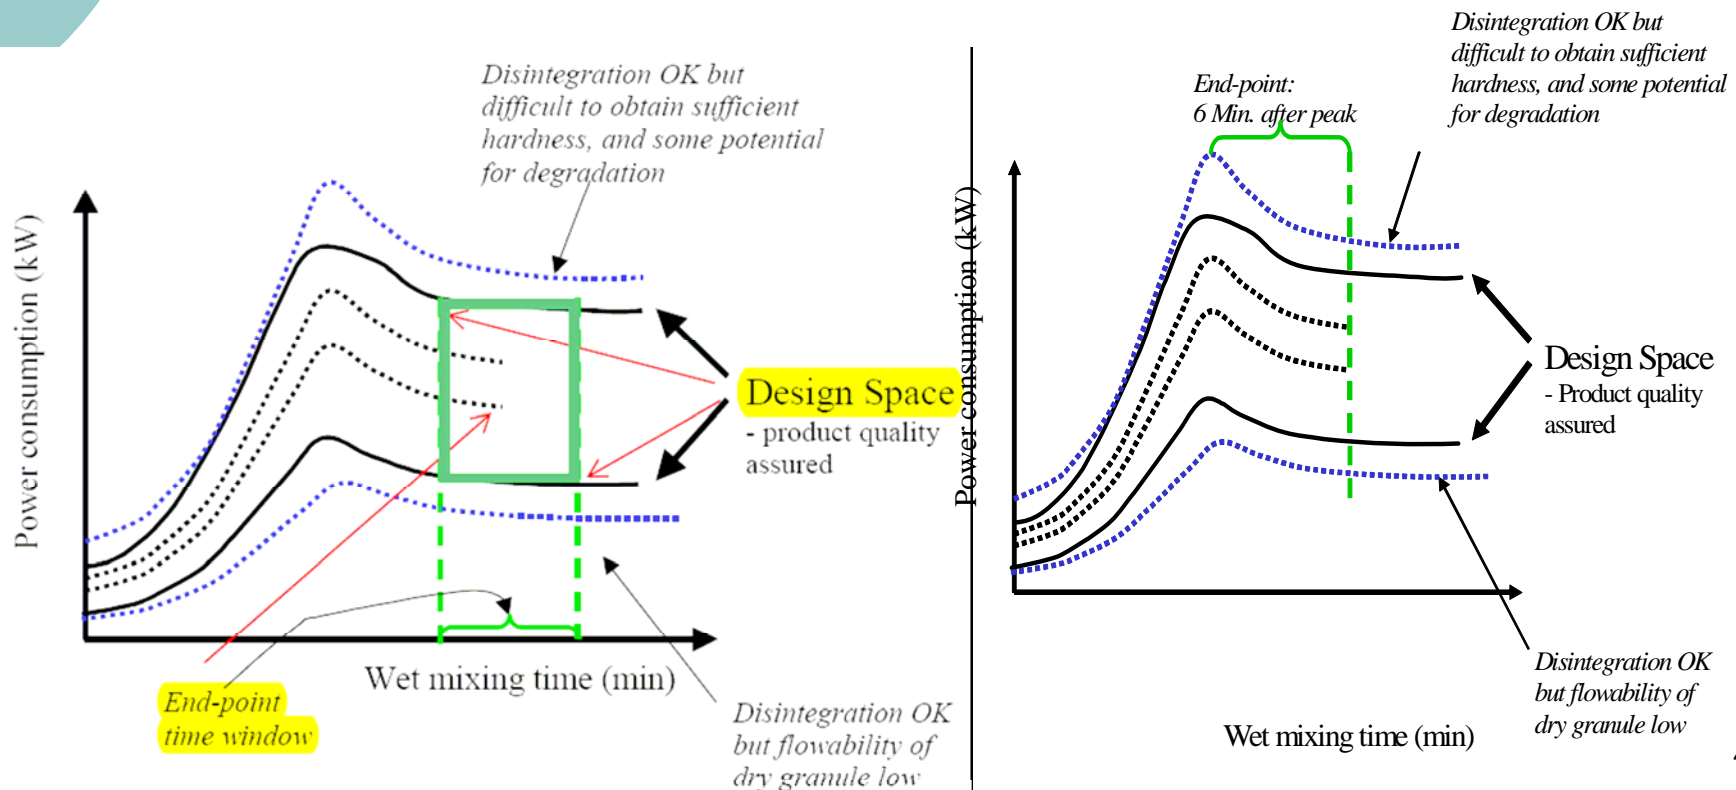 Disintegration OK but
difficult to obtain sufficient
hardness, and some potential
for degradation
Power consumption (kW)
Design Space
- product quality
assured
Wet mixing time (min)
End-point
time window
Disintegration OK
but flowability of
dry granule low
Disintegration OK but
difficult to obtain sufficient
hardness, and some potential
for degradation
End-point:
6 Min. after peak
Power consumption (kW)
Design Space
- Product quality
assured
Disintegration OK
but flowability of
dry granule low
Wet mixing time (min)